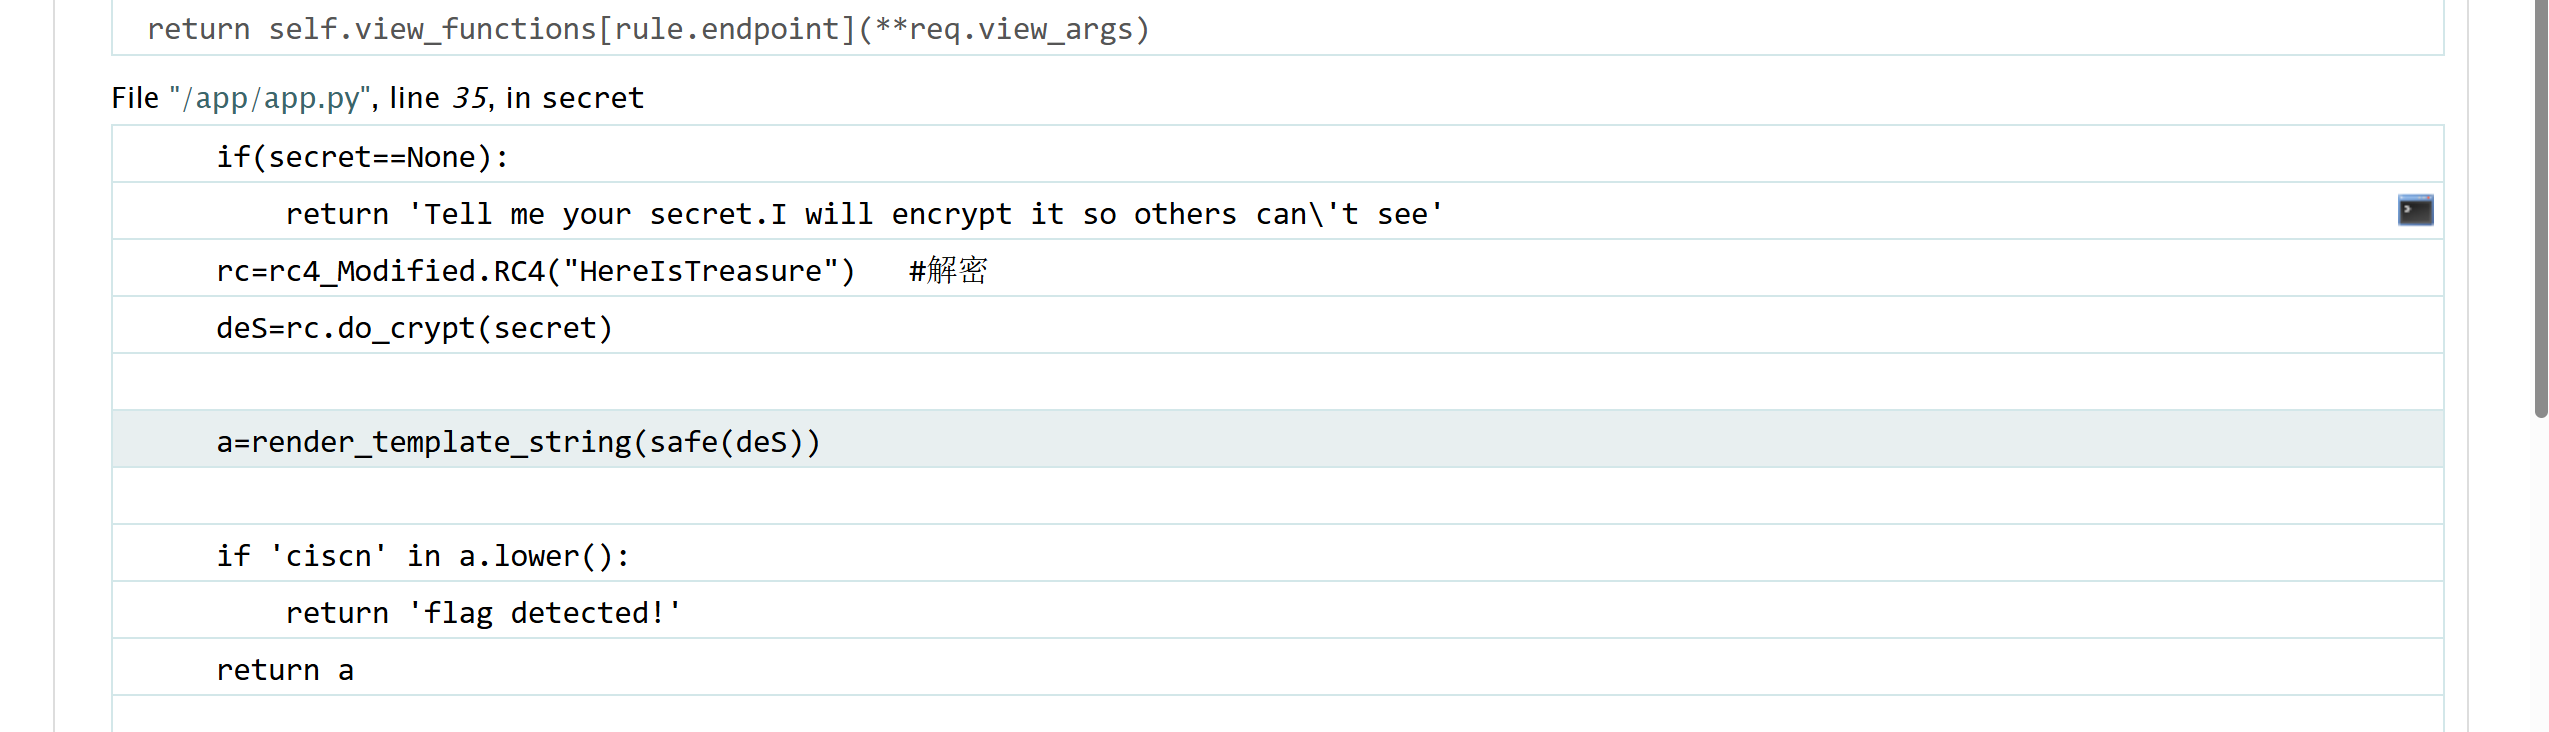 return self.view_functions[rule.endpoint](**req.view_args)
File "/app/app.py", line 35, in secret
if(secret==None):
return 'Tell me your secret.I will encrypt it so others can\'t see'
rc=rc4_Modified.RC4("HereIsTreasure")   #解密
deS=rc.do_crypt(secret)
a=render_template_string(safe(deS))
if 'ciscn' in a.lower():
return 'flag detected!'
return a